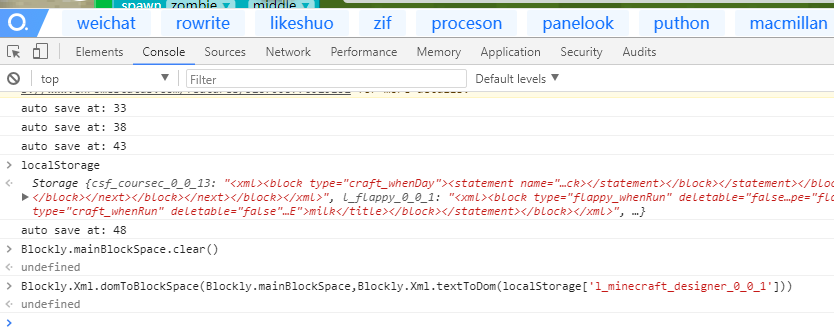 spawn zombie middle
O. weichat rowrite likeshuo zif proceson panelook puthon macmillan
Elements Console Sources Network Performance Memory Application Security Audits
top Filter Default levels
for more details.
auto save at: 33
auto save at: 38
auto save at: 43
localStorage
Storage {csf_coursec_0_0_13: "<xml><block type="craft_whenDay"><statement name="…ck></statement></block></statement></bl
</block></next></block></next></block></xml>", l_flappy_0_0_1: "<xml><block type="flappy_whenRun" deletable="false…pe="fl
type="craft_whenRun" deletable="false"…E">milk</title></block></statement></block></xml>", …}
auto save at: 48
Blockly.mainBlockSpace.clear()
undefined
Blockly.Xml.domToBlockSpace(Blockly.mainBlockSpace,Blockly.Xml.textToDom(localStorage['l_minecraft_designer_0_0_1']))
undefined